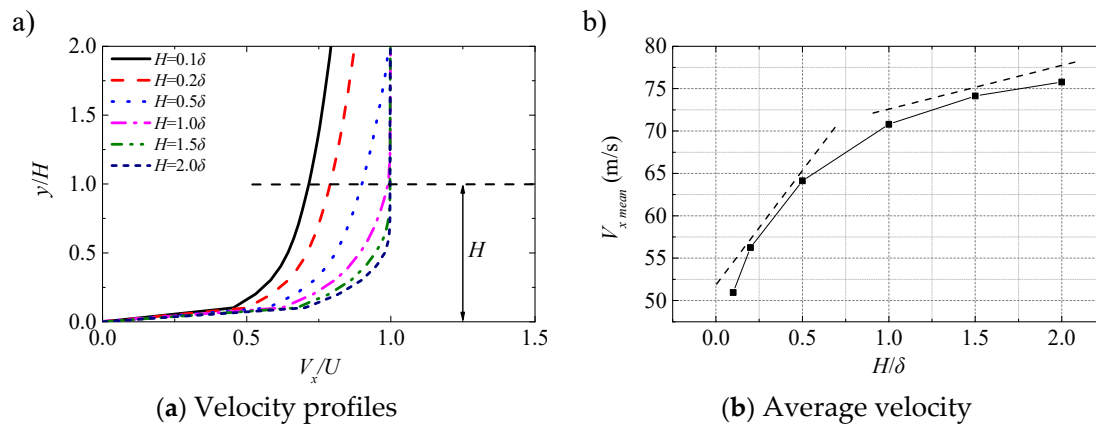 a)
2.0
1.5
1.0
0.5
0.0
y/H
H=0.1δ
H=0.2δ
H=0.5δ
H=1.0δ
H=1.5δ
H=2.0δ
H
0.0 0.5 1.0 1.5
V_x/U
(a) Velocity profiles
b)
80
75
70
65
60
55
50
V_x mean (m/s)
0.0 0.5 1.0 1.5 2.0
H/δ
(b) Average velocity